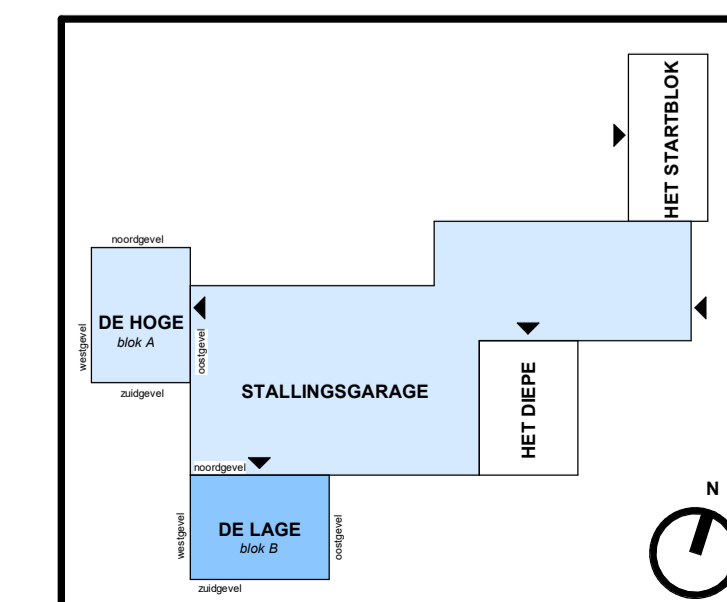 HET STARTBLOK
noordgevel
DE HOGE
blok A
westgevel
oostgevel
zuidgevel
STALLINGSGARAGE
HET DIEPE
noordgevel
DE LAGE
blok B
westgevel
oostgevel
zuidgevel
N